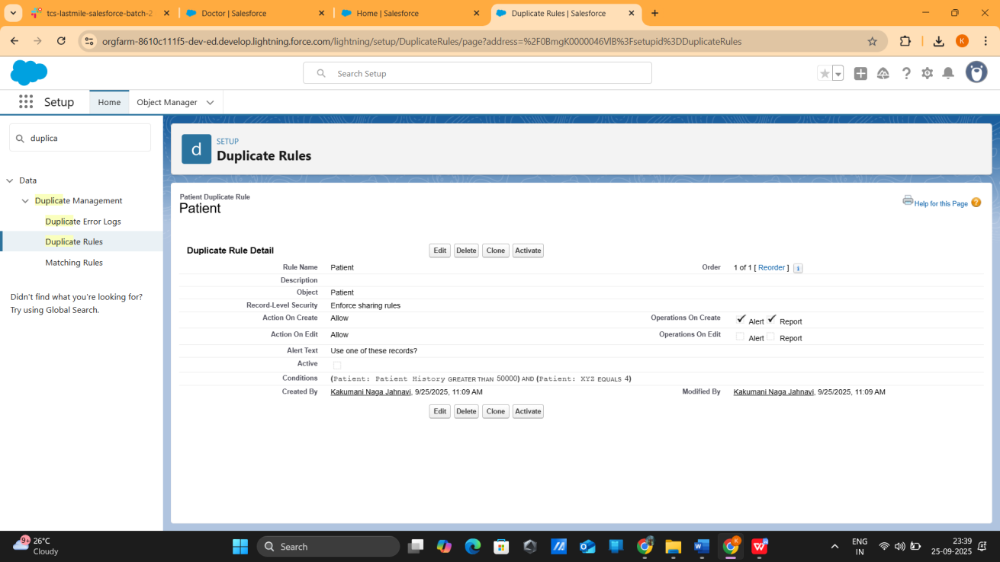 tcs-lastmile-salesforce-batch-2
Doctor | Salesforce
Home | Salesforce
Duplicate Rules | Salesforce
orgfarm-8610c111f5-dev-ed.develop.lightning.force.com/lightning/setup/DuplicateRules/page?address=%2F0BmgK0000046VlB%3Fsetupid%3DDuplicateRules
K
Search Setup
Setup
Home
Object Manager
duplica
d
SETUP
Duplicate Rules
Data
Duplicate Management
Duplicate Error Logs
Duplicate Rules
Matching Rules
Didn't find what you're looking for?
Try using Global Search.
Patient Duplicate Rule
Patient
Help for this Page ?
Duplicate Rule Detail
Edit Delete Clone Activate
Rule Name Patient
Order 1 of 1 [ Reorder ] i
Description
Object Patient
Record-Level Security Enforce sharing rules
Action On Create Allow
Operations On Create Alert Report
Action On Edit Allow
Operations On Edit Alert Report
Alert Text Use one of these records?
Active
Conditions (Patient: Patient History GREATER THAN 50000) AND (Patient: XYZ EQUALS 4)
Created By Kakumani Naga Jahnavi, 9/25/2025, 11:09 AM
Modified By Kakumani Naga Jahnavi, 9/25/2025, 11:09 AM
Edit Delete Clone Activate
9+
26°C
Cloudy
Search
ENG
IN
23:39
25-09-2025